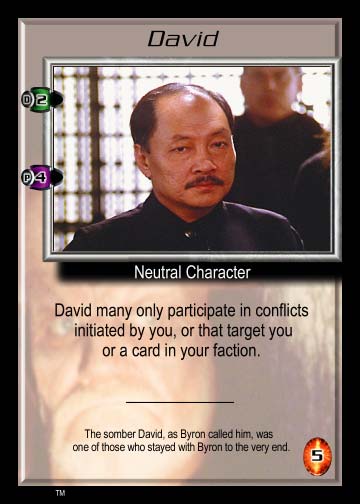 David
D 2
P 4
Neutral Character
David many only participate in conflicts
initiated by you, or that target you
or a card in your faction.
The somber David, as Byron called him, was
one of those who stayed with Byron to the very end.
5
TM